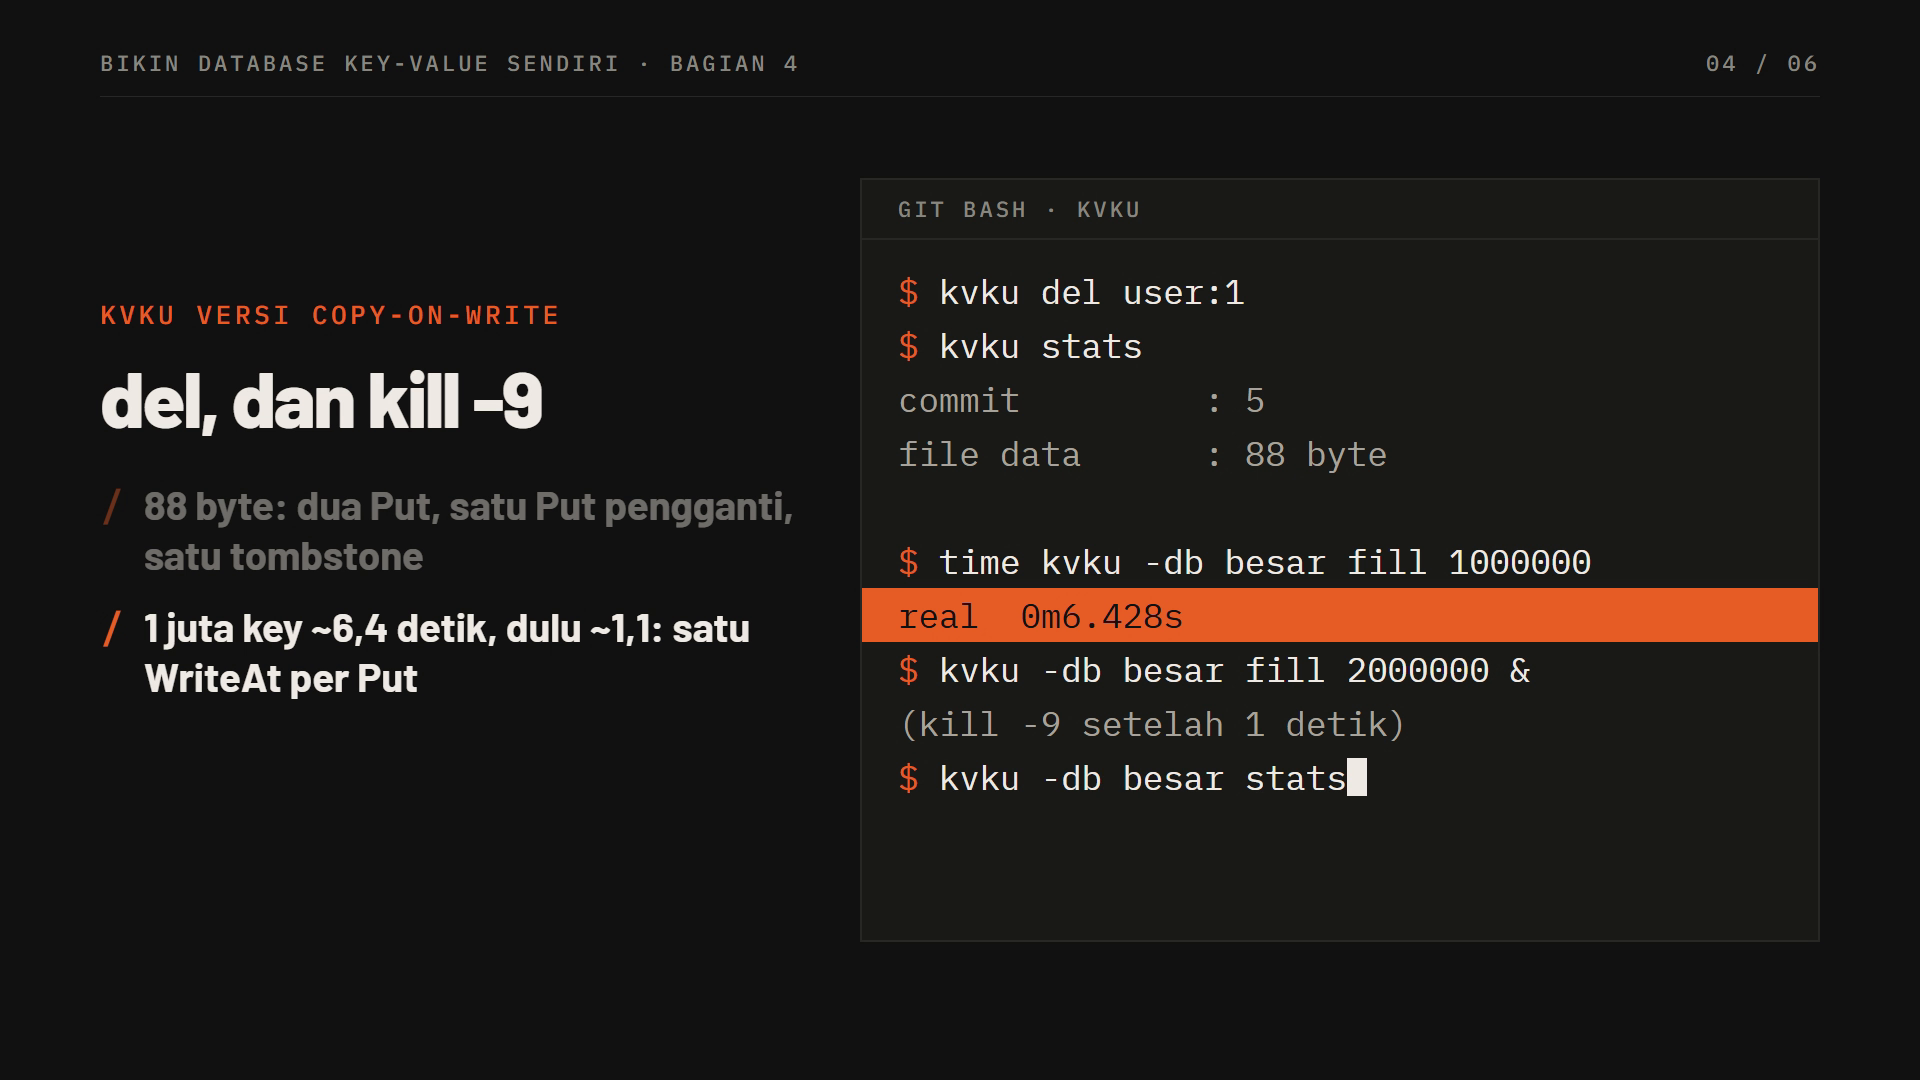 BIKIN DATABASE KEY-VALUE SENDIRI · BAGIAN 4
04 / 06
KVKU VERSI COPY-ON-WRITE
del, dan kill -9
/ 88 byte: dua Put, satu Put pengganti,
satu tombstone
/ 1 juta key ~6,4 detik, dulu ~1,1: satu
WriteAt per Put
GIT BASH · KVKU
$ kvku del user:1
$ kvku stats
commit         : 5
file data      : 88 byte
$ time kvku -db besar fill 1000000
real  0m6.428s
$ kvku -db besar fill 2000000 &
(kill -9 setelah 1 detik)
$ kvku -db besar stats